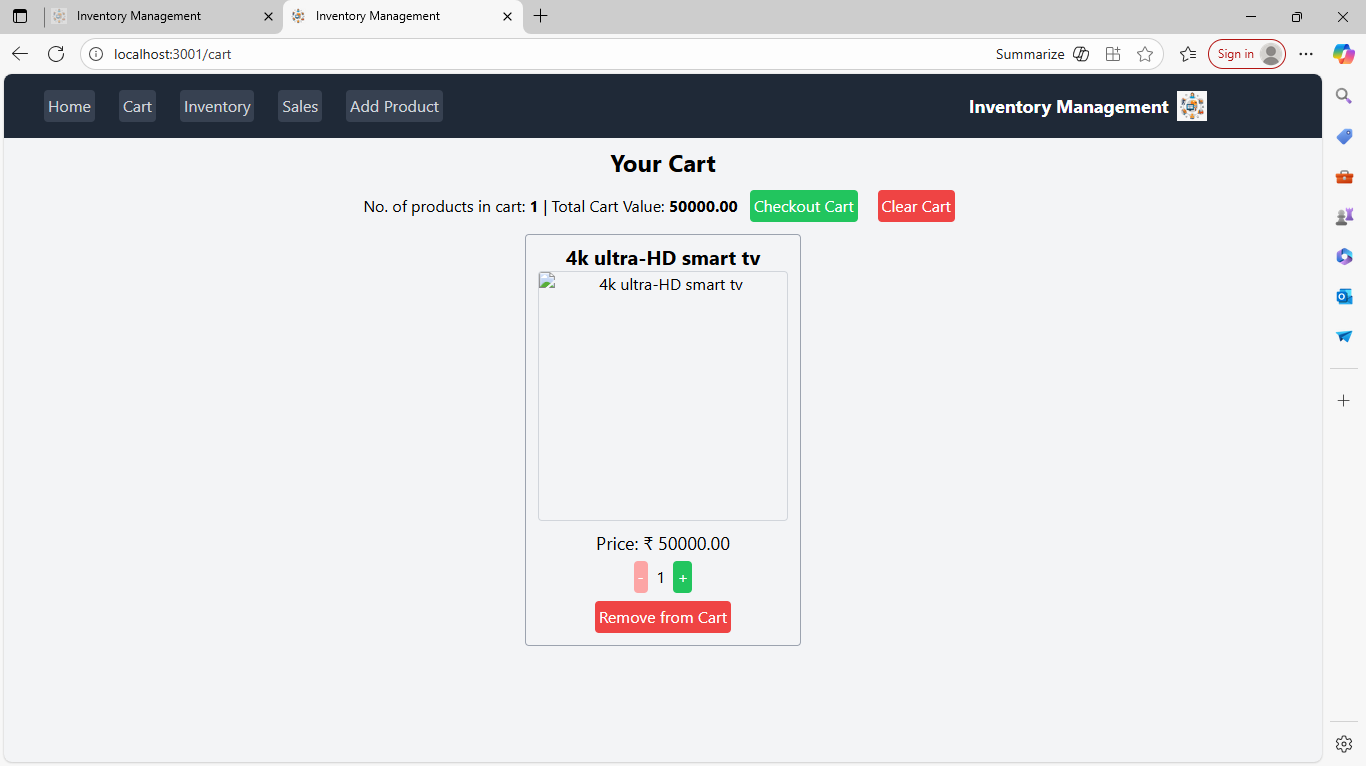 Inventory Management
Inventory Management
localhost:3001/cart
Summarize
Sign in
Home Cart Inventory Sales Add Product
Inventory Management
Your Cart
No. of products in cart: 1 | Total Cart Value: 50000.00 Checkout Cart Clear Cart
4k ultra-HD smart tv
4k ultra-HD smart tv
Price: ₹ 50000.00
- 1 +
Remove from Cart